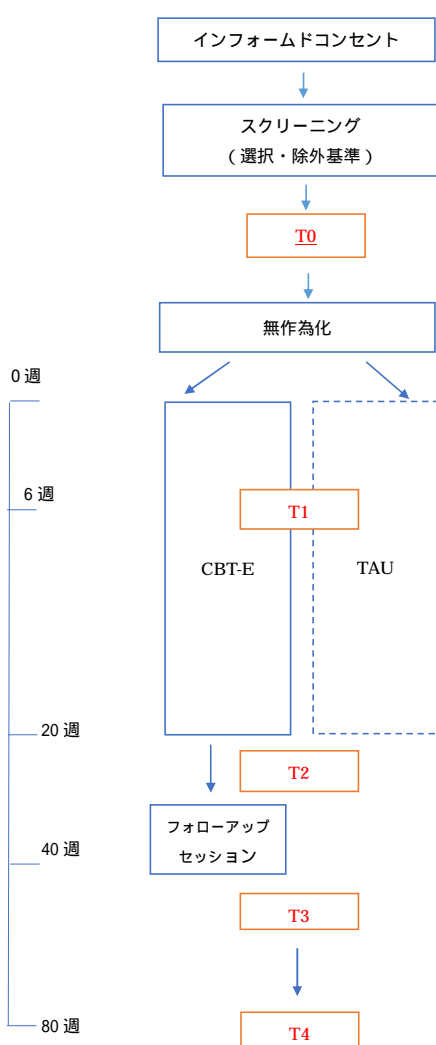 インフォームドコンセント
スクリーニング
（選択・除外基準）
T0
無作為化
0 週
6 週
T1
CBT-E
TAU
20 週
T2
フォローアップ
セッション
40 週
T3
80 週
T4